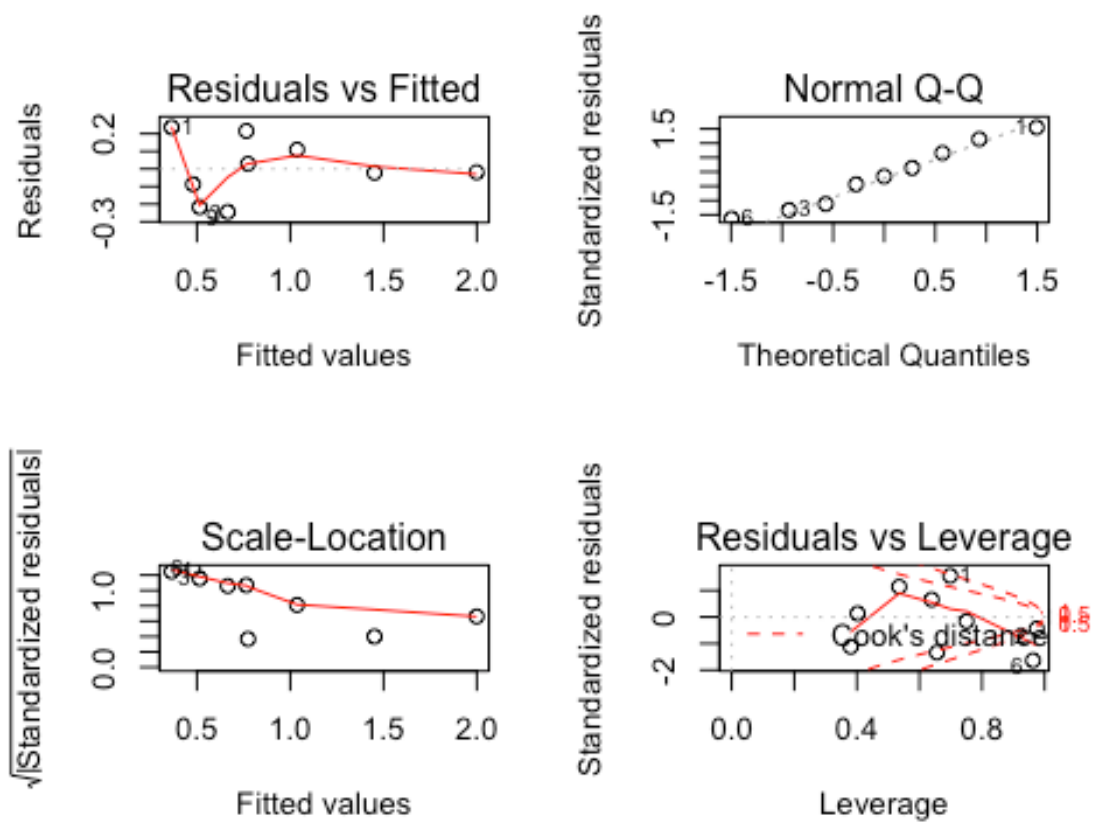 Residuals vs Fitted
Residuals
0.2
-0.3
1
0.5 1.0 1.5 2.0
Fitted values
Normal Q-Q
Standardized residuals
1.5
-1.5
6
3
1
-1.5 -0.5 0.5 1.5
Theoretical Quantiles
Scale-Location
√|Standardized residuals|
1.0
0.0
0.5 1.0 1.5 2.0
Fitted values
Residuals vs Leverage
Standardized residuals
0
-2
1
Cook's distance
6
0.5
0.0 0.4 0.8
Leverage